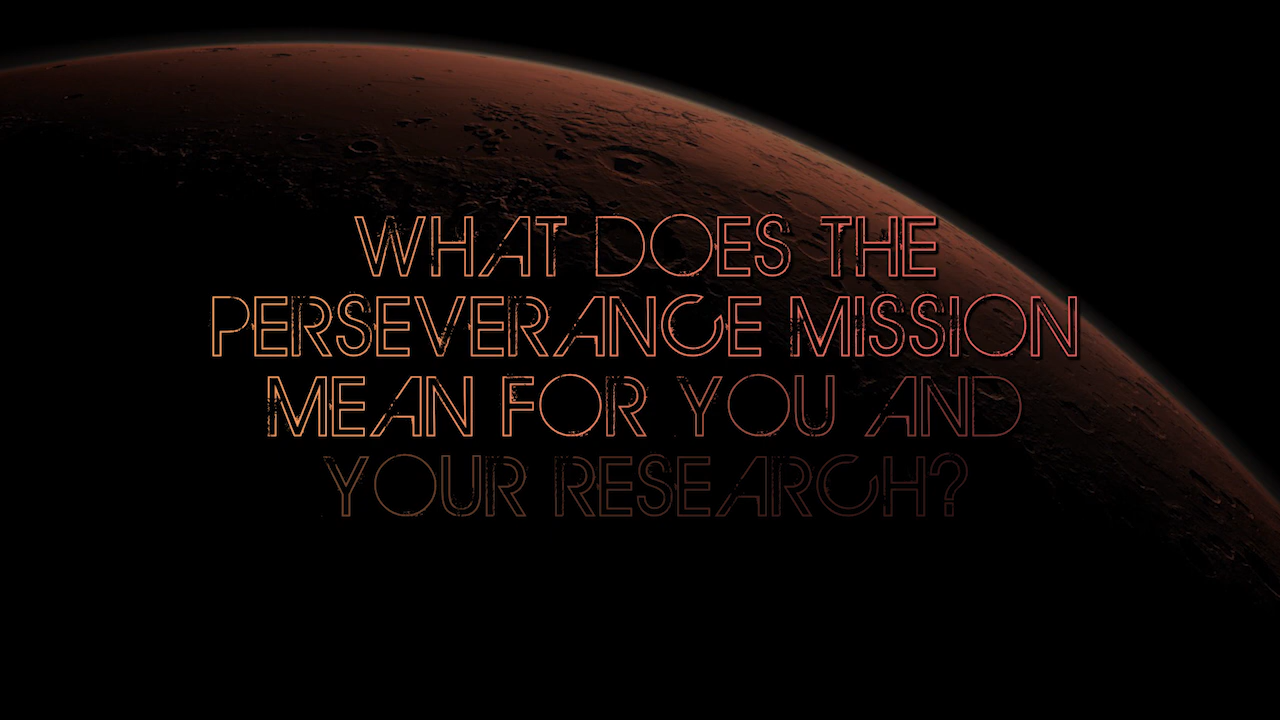 WHAT DOES THE
PERSEVERANCE MISSION
MEAN FOR YOU AND
YOUR RESEARCH?